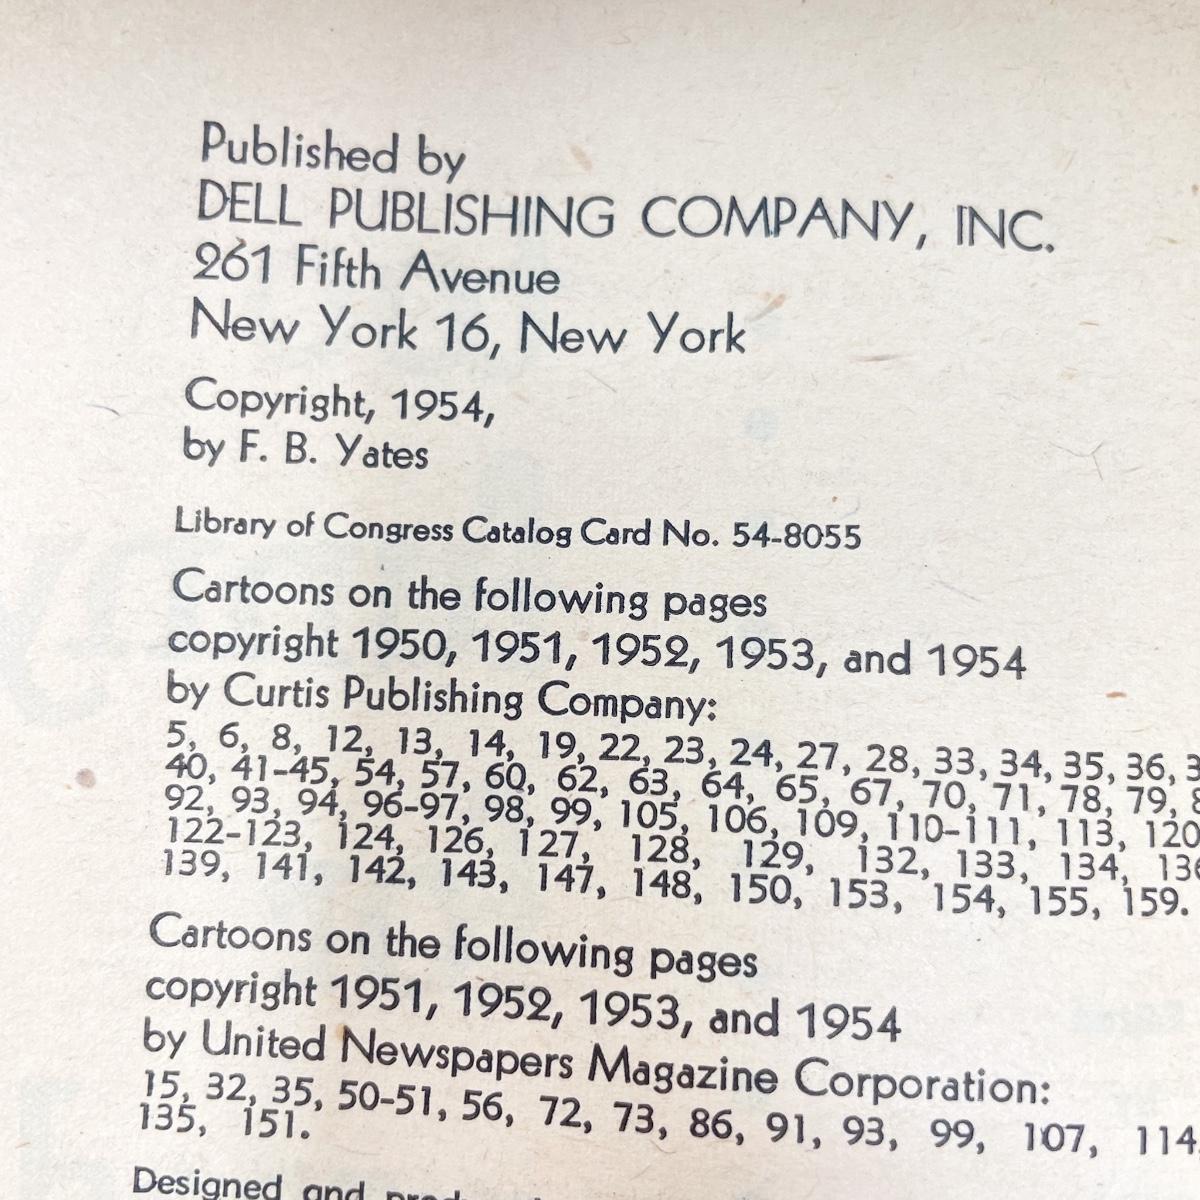 Published by
DELL PUBLISHING COMPANY, INC.
261 Fifth Avenue
New York 16, New York
Copyright, 1954,
by F. B. Yates
Library of Congress Catalog Card No. 54-8055
Cartoons on the following pages
copyright 1950, 1951, 1952, 1953, and 1954
by Curtis Publishing Company:
5, 6, 8, 12, 13, 14, 19, 22, 23, 24, 27, 28, 33, 34, 35, 36,
40, 41-45, 54, 57, 60, 62, 63, 64, 65, 67, 70, 71, 78, 79,
92, 93, 94, 96-97, 98, 99, 105, 106, 109, 110-111, 113, 120
122-123, 124, 126, 127, 128, 129, 132, 133, 134,
139, 141, 142, 143, 147, 148, 150, 153, 154, 155, 159.
Cartoons on the following pages
copyright 1951, 1952, 1953, and 1954
by United Newspapers Magazine Corporation:
15, 32, 35, 50-51, 56, 72, 73, 86, 91, 93, 99, 107, 114,
135, 151.
Designed and